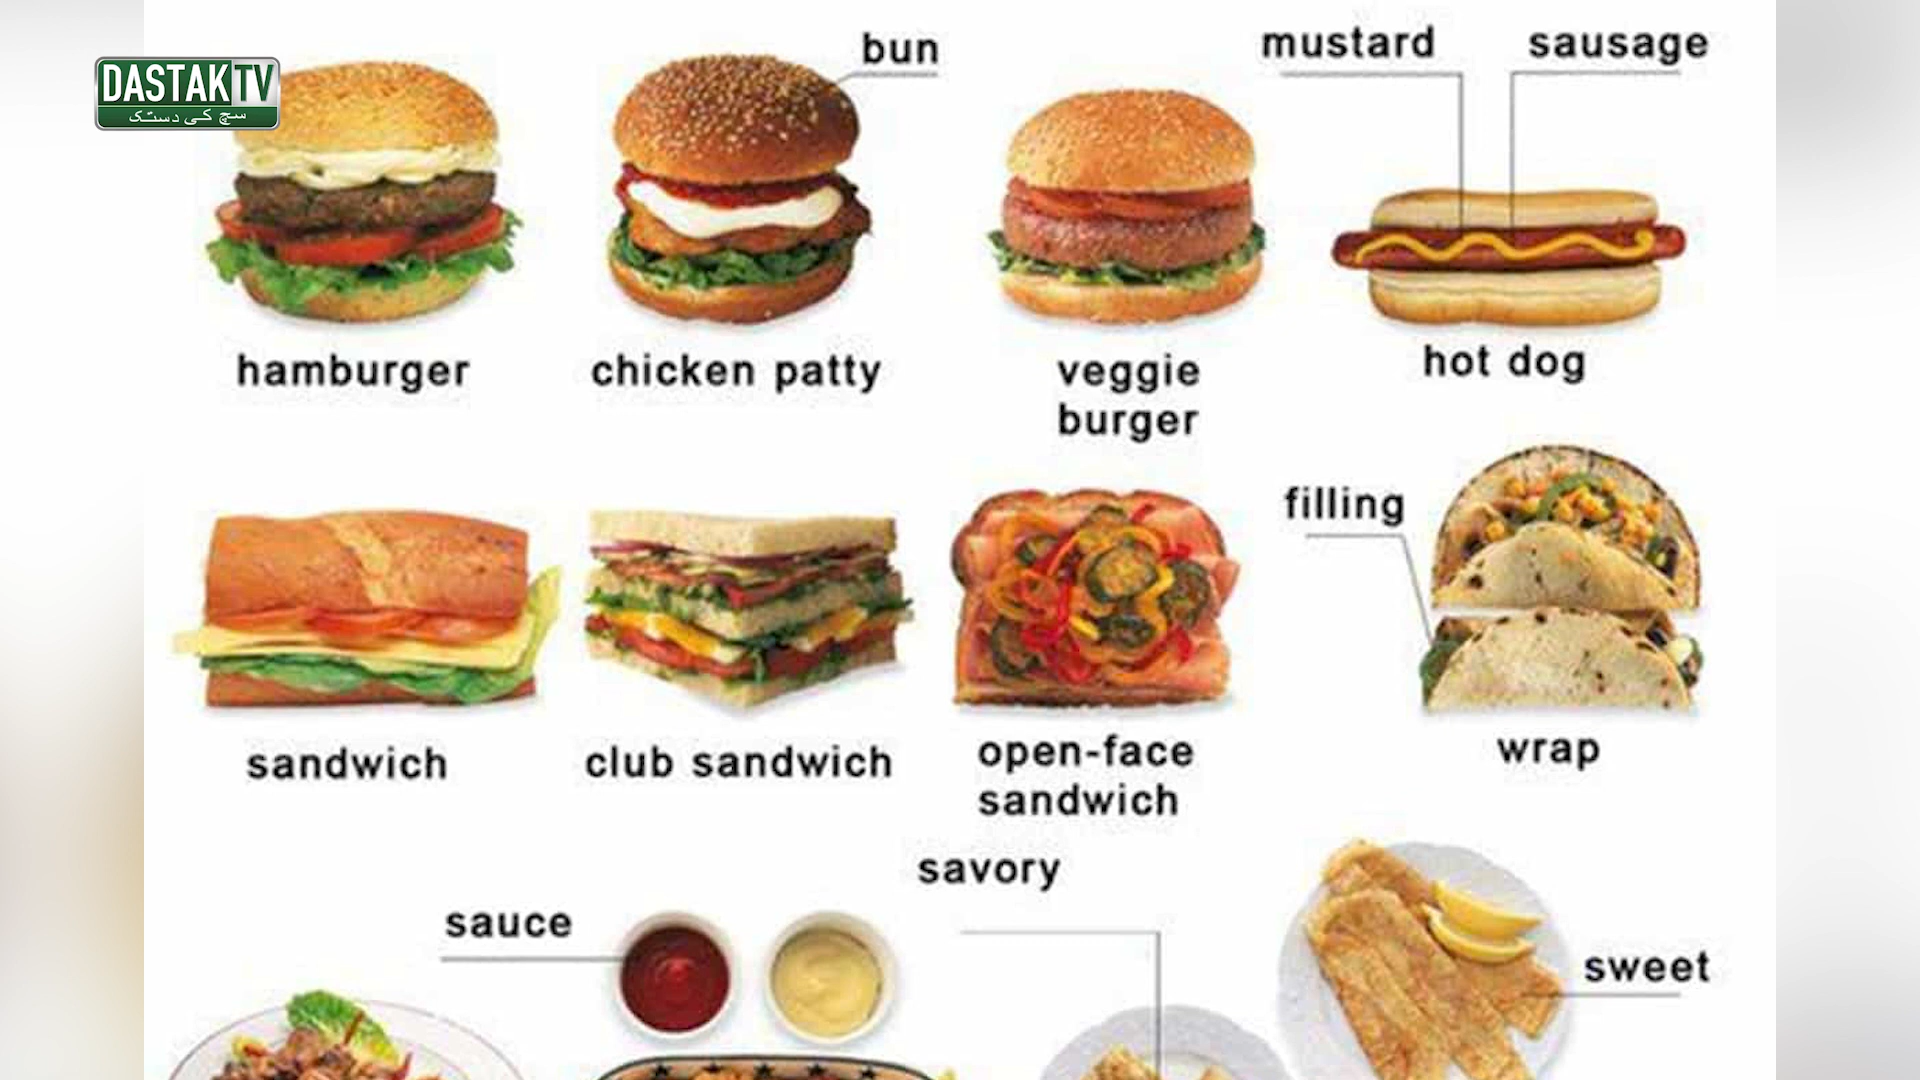 DASTAK TV
سچ کی دستک
bun
mustard
sausage
hamburger
chicken patty
veggie
burger
hot dog
filling
sandwich
club sandwich
open-face
sandwich
wrap
savory
sauce
sweet